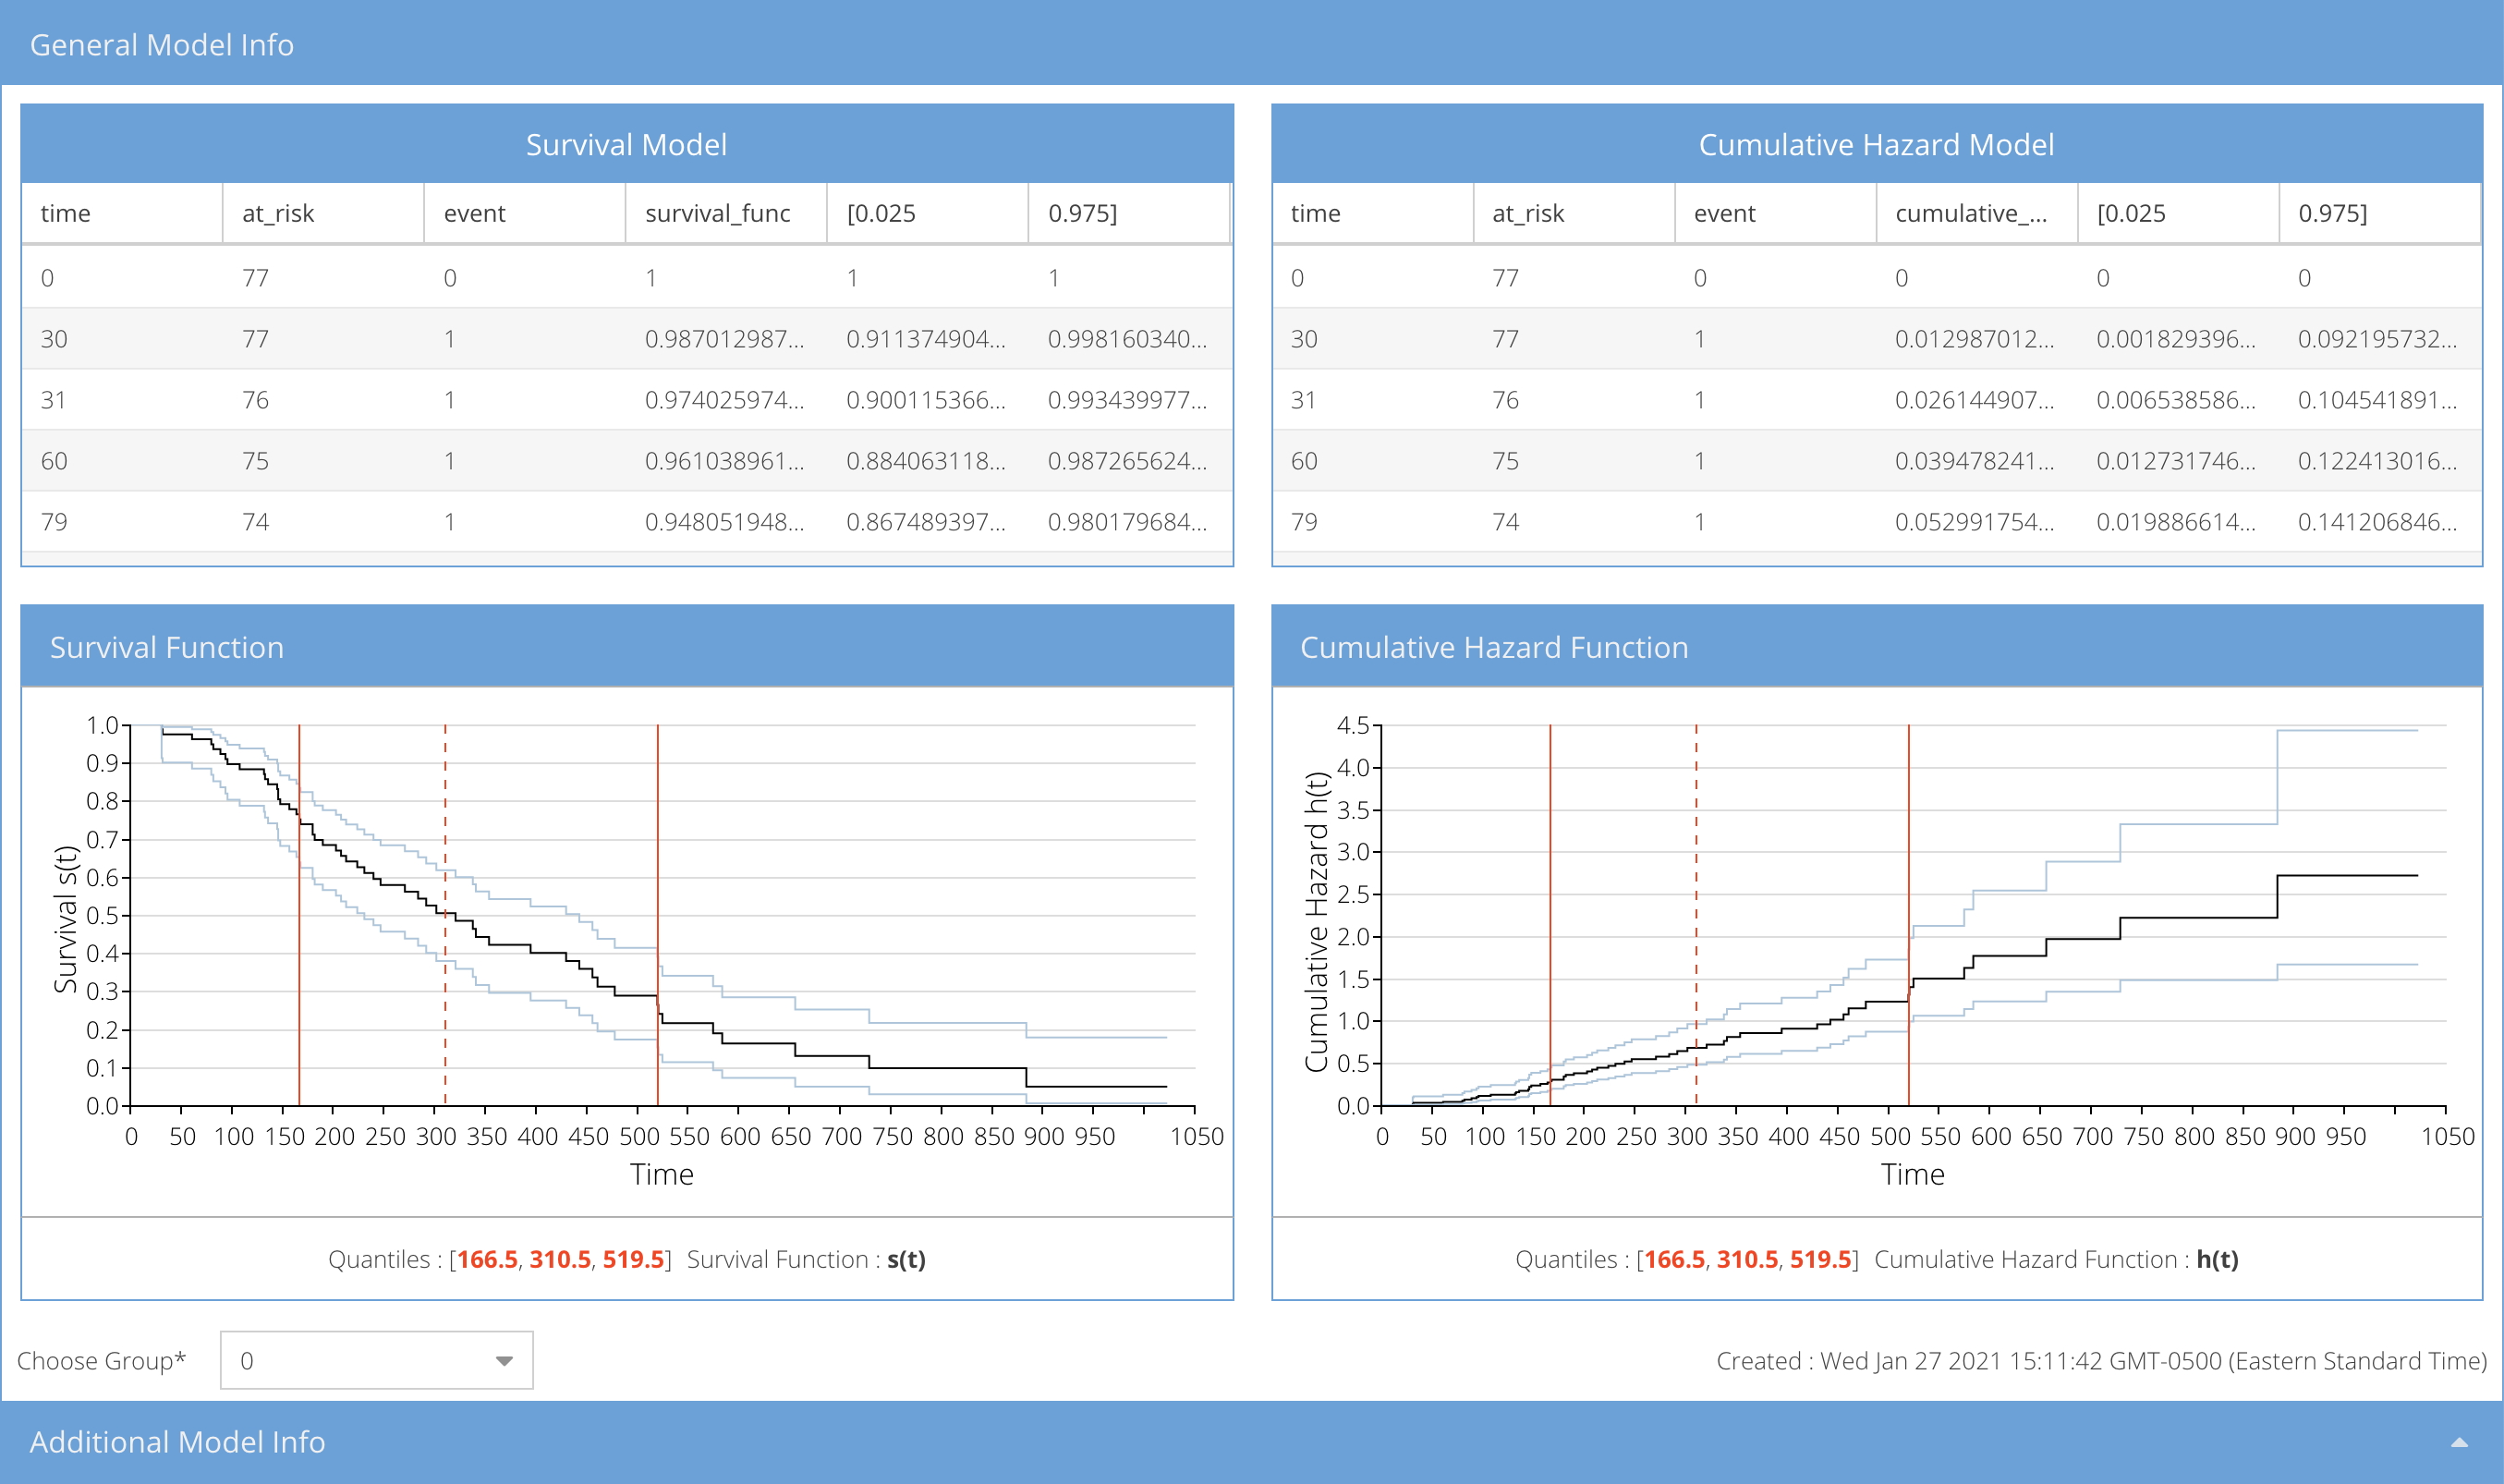 General Model Info
Survival Model
time at_risk event survival_func [0.025 0.975]
0 77 0 1 1 1
30 77 1 0.987012987... 0.911374904... 0.998160340...
31 76 1 0.974025974... 0.900115366... 0.993439977...
60 75 1 0.961038961... 0.884063118... 0.987265624...
79 74 1 0.948051948... 0.867489397... 0.980179684...
Cumulative Hazard Model
time at_risk event cumulative_... [0.025 0.975]
0 77 0 0 0 0
30 77 1 0.012987012... 0.001829396... 0.092195732...
31 76 1 0.026144907... 0.006538586... 0.104541891...
60 75 1 0.039478241... 0.012731746... 0.122413016...
79 74 1 0.052991754... 0.019886614... 0.141206846...
Survival Function
Survival s(t)
1.0
0.9
0.8
0.7
0.6
0.5
0.4
0.3
0.2
0.1
0.0
0 50 100 150 200 250 300 350 400 450 500 550 600 650 700 750 800 850 900 950 1050
Time
Quantiles : [166.5, 310.5, 519.5] Survival Function : s(t)
Cumulative Hazard Function
Cumulative Hazard h(t)
4.5
4.0
3.5
3.0
2.5
2.0
1.5
1.0
0.5
0.0
0 50 100 150 200 250 300 350 400 450 500 550 600 650 700 750 800 850 900 950 1050
Time
Quantiles : [166.5, 310.5, 519.5] Cumulative Hazard Function : h(t)
Choose Group* 0
Created : Wed Jan 27 2021 15:11:42 GMT-0500 (Eastern Standard Time)
Additional Model Info